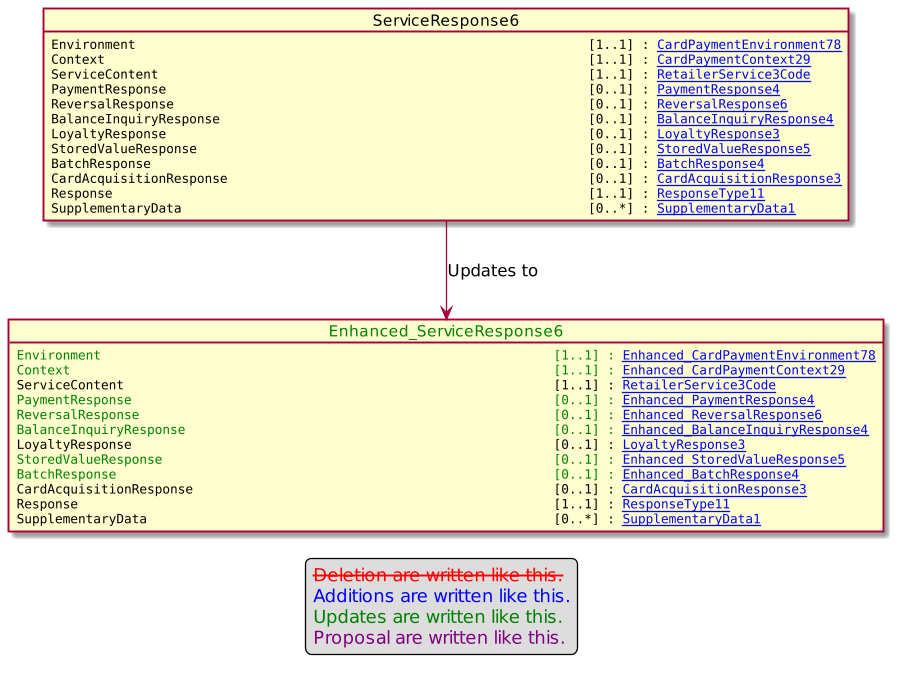 ServiceResponse6
Environment [1..1] : CardPaymentEnvironment78
Context [1..1] : CardPaymentContext29
ServiceContent [1..1] : RetailerService3Code
PaymentResponse [0..1] : PaymentResponse4
ReversalResponse [0..1] : ReversalResponse6
BalanceInquiryResponse [0..1] : BalanceInquiryResponse4
LoyaltyResponse [0..1] : LoyaltyResponse3
StoredValueResponse [0..1] : StoredValueResponse5
BatchResponse [0..1] : BatchResponse4
CardAcquisitionResponse [0..1] : CardAcquisitionResponse3
Response [1..1] : ResponseType11
SupplementaryData [0..*] : SupplementaryData1
Updates to
Enhanced_ServiceResponse6
Environment [1..1] : Enhanced_CardPaymentEnvironment78
Context [1..1] : Enhanced_CardPaymentContext29
ServiceContent [1..1] : RetailerService3Code
PaymentResponse [0..1] : Enhanced_PaymentResponse4
ReversalResponse [0..1] : Enhanced_ReversalResponse6
BalanceInquiryResponse [0..1] : Enhanced_BalanceInquiryResponse4
LoyaltyResponse [0..1] : LoyaltyResponse3
StoredValueResponse [0..1] : Enhanced_StoredValueResponse5
BatchResponse [0..1] : Enhanced_BatchResponse4
CardAcquisitionResponse [0..1] : CardAcquisitionResponse3
Response [1..1] : ResponseType11
SupplementaryData [0..*] : SupplementaryData1
Deletion are written like this.
Additions are written like this.
Updates are written like this.
Proposal are written like this.